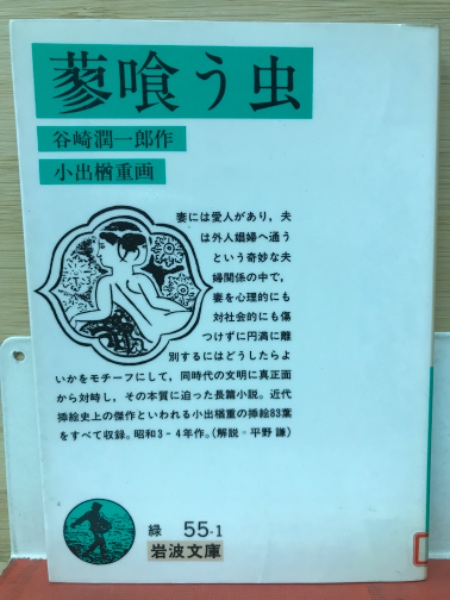 蓼喰う虫
谷崎潤一郎作
小出楢重画
妻には愛人があり，夫
は外人娼婦へ通う
という奇妙な夫
婦関係の中で，
妻を心理的にも
対社会的にも傷
つけずに円満に離
別するにはどうしたらよ
いかをモチーフにして，同時代の文明に真正面
から対峙し，その本質に迫った長篇小説。近代
挿絵史上の傑作といわれる小出楢重の挿絵83葉
をすべて収録。昭和3－4年作。(解説＝平野 謙)
緑 55-1
岩波文庫